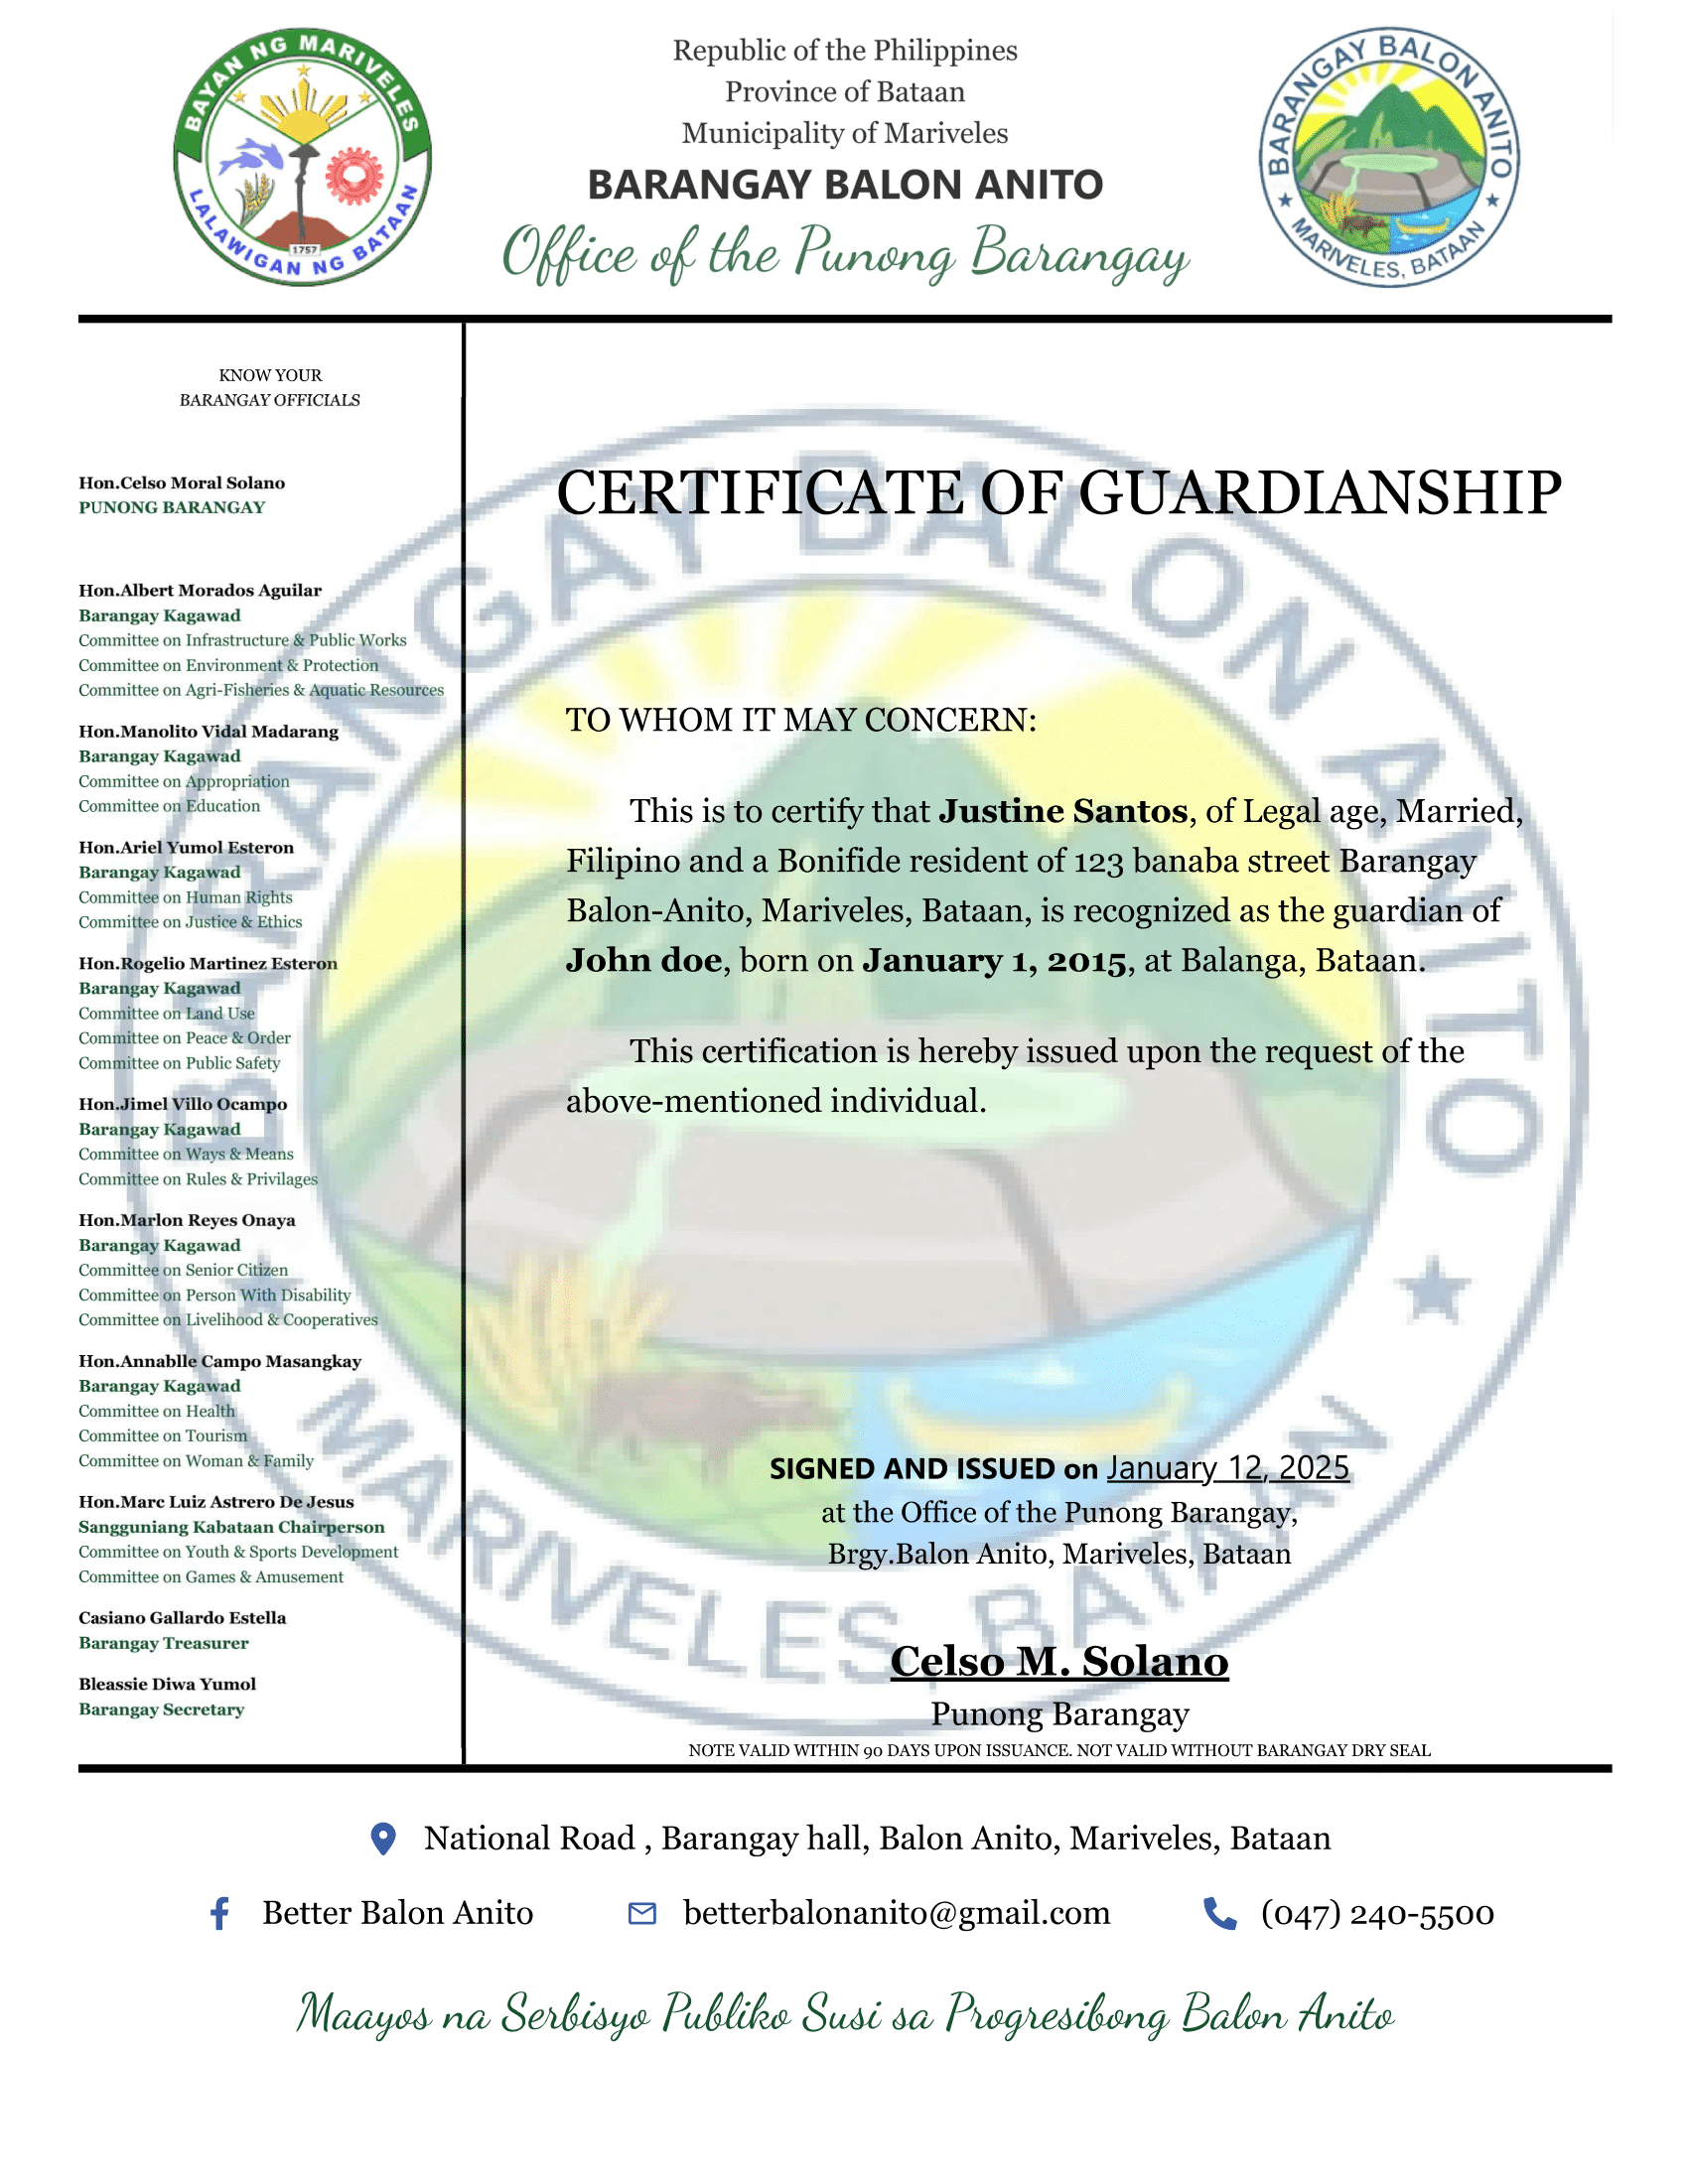 BAYAN NG MARIVELES
1757
LALAWIGAN NG BATAAN
Republic of the Philippines
Province of Bataan
Municipality of Mariveles
BARANGAY BALON ANITO
Office of the Punong Barangay
BARANGAY BALON ANITO
MARIVELES, BATAAN
KNOW YOUR
BARANGAY OFFICIALS
Hon.Celso Moral Solano
PUNONG BARANGAY
Hon.Albert Morados Aguilar
Barangay Kagawad
Committee on Infrastructure & Public Works
Committee on Environment & Protection
Committee on Agri-Fisheries & Aquatic Resources
Hon.Manolito Vidal Madarang
Barangay Kagawad
Committee on Appropriation
Committee on Education
Hon.Ariel Yumol Esteron
Barangay Kagawad
Committee on Human Rights
Committee on Justice & Ethics
Hon.Rogelio Martinez Esteron
Barangay Kagawad
Committee on Land Use
Committee on Peace & Order
Committee on Public Safety
Hon.Jimel Villo Ocampo
Barangay Kagawad
Committee on Ways & Means
Committee on Rules & Privilages
Hon.Marlon Reyes Onaya
Barangay Kagawad
Committee on Senior Citizen
Committee on Person With Disability
Committee on Livelihood & Cooperatives
Hon.Annablle Campo Masangkay
Barangay Kagawad
Committee on Health
Committee on Tourism
Committee on Woman & Family
Hon.Marc Luiz Astrero De Jesus
Sangguniang Kabataan Chairperson
Committee on Youth & Sports Development
Committee on Games & Amusement
Casiano Gallardo Estella
Barangay Treasurer
Bleassie Diwa Yumol
Barangay Secretary
BARANGAY BALON ANITO
MARIVELES, BATAAN
CERTIFICATE OF GUARDIANSHIP
TO WHOM IT MAY CONCERN:
This is to certify that Justine Santos, of Legal age, Married,
Filipino and a Bonifide resident of 123 banaba street Barangay
Balon-Anito, Mariveles, Bataan, is recognized as the guardian of
John doe, born on January 1, 2015, at Balanga, Bataan.
This certification is hereby issued upon the request of the
above-mentioned individual.
SIGNED AND ISSUED on January 12, 2025
at the Office of the Punong Barangay,
Brgy.Balon Anito, Mariveles, Bataan
Celso M. Solano
Punong Barangay
NOTE VALID WITHIN 90 DAYS UPON ISSUANCE. NOT VALID WITHOUT BARANGAY DRY SEAL
National Road , Barangay hall, Balon Anito, Mariveles, Bataan
Better Balon Anito betterbalonanito@gmail.com (047) 240-5500
Maayos na Serbisyo Publiko Susi sa Progresibong Balon Anito